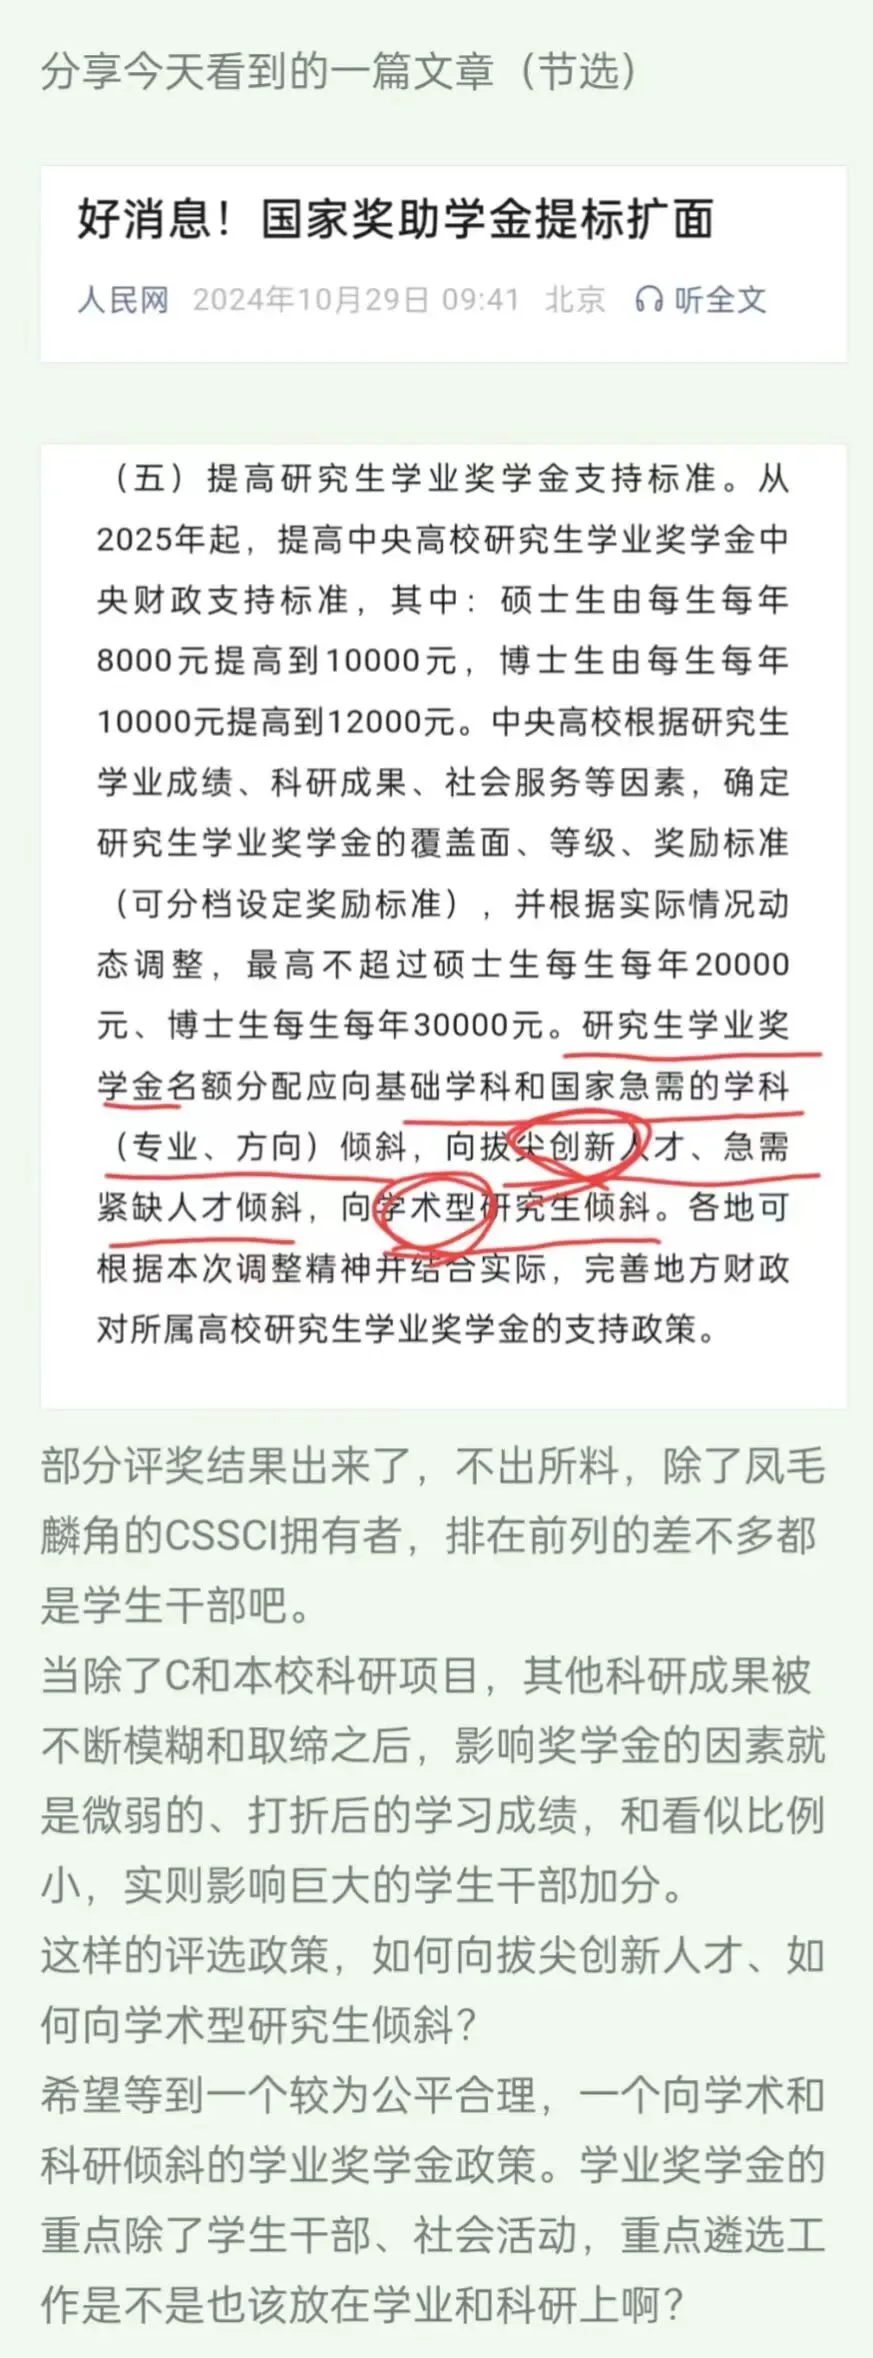 分享今天看到的一篇文章（节选）
好消息！国家奖助学金提标扩面
人民网 2024年10月29日 09:41 北京 听全文
（五）提高研究生学业奖学金支持标准。从
2025年起，提高中央高校研究生学业奖学金中
央财政支持标准，其中：硕士生由每生每年
8000元提高到10000元，博士生由每生每年
10000元提高到12000元。中央高校根据研究生
学业成绩、科研成果、社会服务等因素，确定
研究生学业奖学金的覆盖面、等级、奖励标准
（可分档设定奖励标准），并根据实际情况动
态调整，最高不超过硕士生每生每年20000
元、博士生每生每年30000元。研究生学业奖
学金名额分配应向基础学科和国家急需的学科
（专业、方向）倾斜，向拔尖创新人才、急需
紧缺人才倾斜，向学术型研究生倾斜。各地可
根据本次调整精神并结合实际，完善地方财政
对所属高校研究生学业奖学金的支持政策。
部分评奖结果出来了，不出所料，除了凤毛
麟角的CSSCI拥有者，排在前列的差不多都
是学生干部吧。
当除了C和本校科研项目，其他科研成果被
不断模糊和取缔之后，影响奖学金的因素就
是微弱的、打折后的学习成绩，和看似比例
小，实则影响巨大的学生干部加分。
这样的评选政策，如何向拔尖创新人才、如
何向学术型研究生倾斜？
希望等到一个较为公平合理，一个向学术和
科研倾斜的学业奖学金政策。学业奖学金的
重点除了学生干部、社会活动，重点遴选工
作是不是也该放在学业和科研上啊？